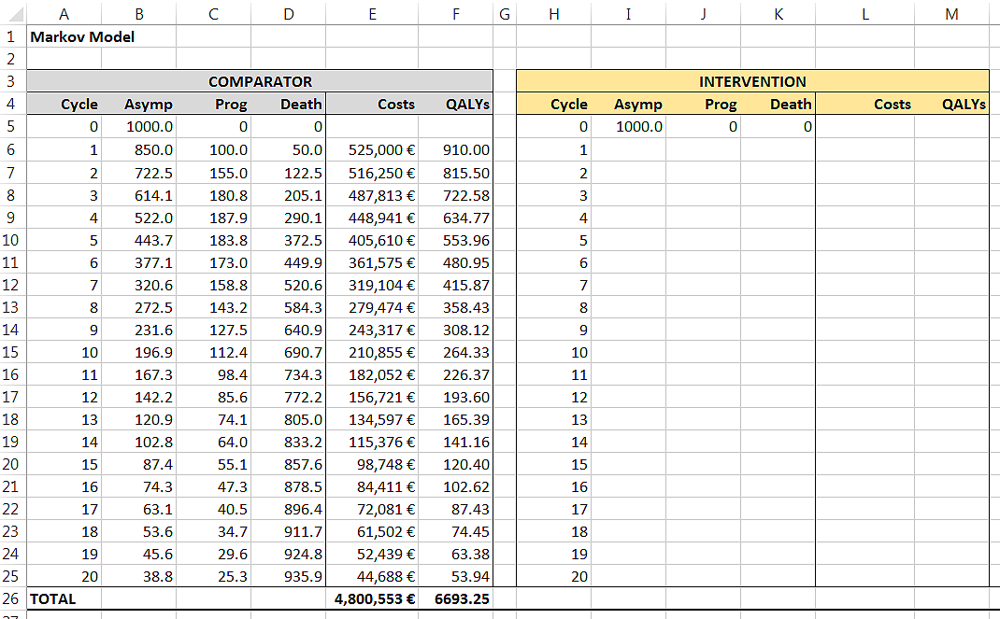 A B C D E F G H I J K L M
1 Markov Model
2
3 COMPARATOR INTERVENTION
4 Cycle Asymp Prog Death Costs QALYs Cycle Asymp Prog Death Costs QALYs
5 0 1000.0 0 0 0 1000.0 0 0
6 1 850.0 100.0 50.0 525,000 € 910.00 1
7 2 722.5 155.0 122.5 516,250 € 815.50 2
8 3 614.1 180.8 205.1 487,813 € 722.58 3
9 4 522.0 187.9 290.1 448,941 € 634.77 4
10 5 443.7 183.8 372.5 405,610 € 553.96 5
11 6 377.1 173.0 449.9 361,575 € 480.95 6
12 7 320.6 158.8 520.6 319,104 € 415.87 7
13 8 272.5 143.2 584.3 279,474 € 358.43 8
14 9 231.6 127.5 640.9 243,317 € 308.12 9
15 10 196.9 112.4 690.7 210,855 € 264.33 10
16 11 167.3 98.4 734.3 182,052 € 226.37 11
17 12 142.2 85.6 772.2 156,721 € 193.60 12
18 13 120.9 74.1 805.0 134,597 € 165.39 13
19 14 102.8 64.0 833.2 115,376 € 141.16 14
20 15 87.4 55.1 857.6 98,748 € 120.40 15
21 16 74.3 47.3 878.5 84,411 € 102.62 16
22 17 63.1 40.5 896.4 72,081 € 87.43 17
23 18 53.6 34.7 911.7 61,502 € 74.45 18
24 19 45.6 29.6 924.8 52,439 € 63.38 19
25 20 38.8 25.3 935.9 44,688 € 53.94 20
26 TOTAL 4,800,553 € 6693.25